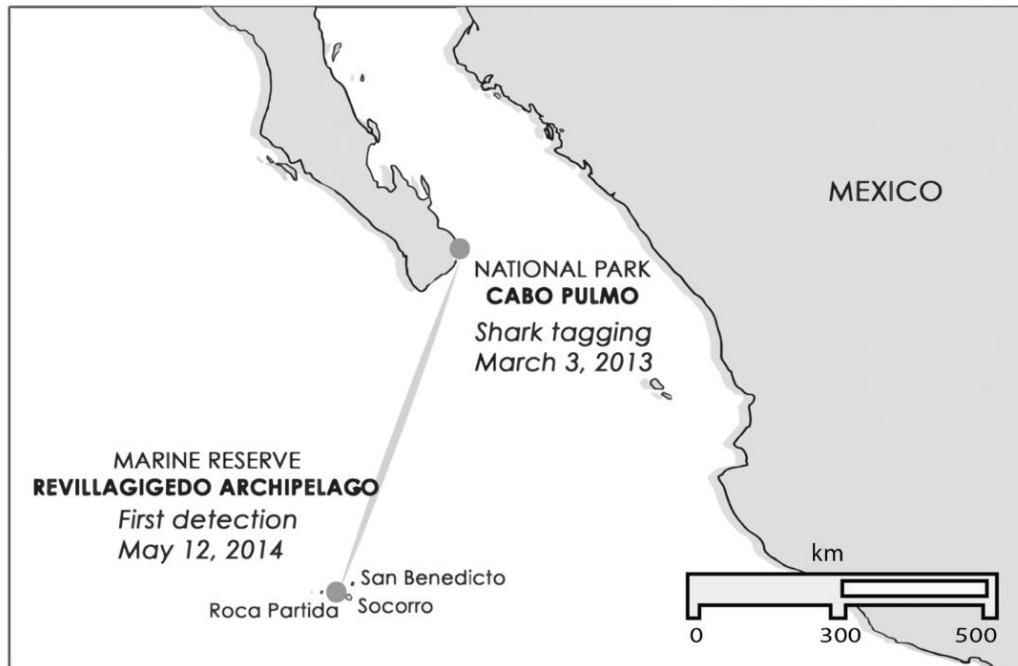 MEXICO
NATIONAL PARK
CABO PULMO
Shark tagging
March 3, 2013
MARINE RESERVE
REVILLAGIGEDO ARCHIPELAGO
First detection
May 12, 2014
San Benedicto
Roca Partida
Socorro
km
0 300 500